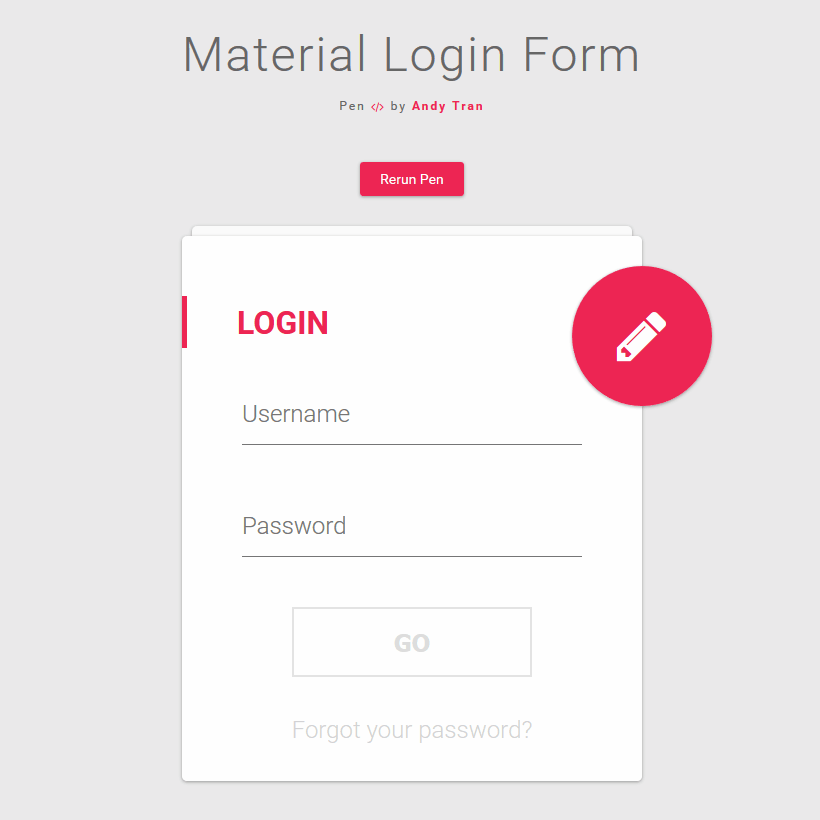 Material Login Form
Pen </> by Andy Tran
Rerun Pen
LOGIN
Username
Password
GO
Forgot your password?